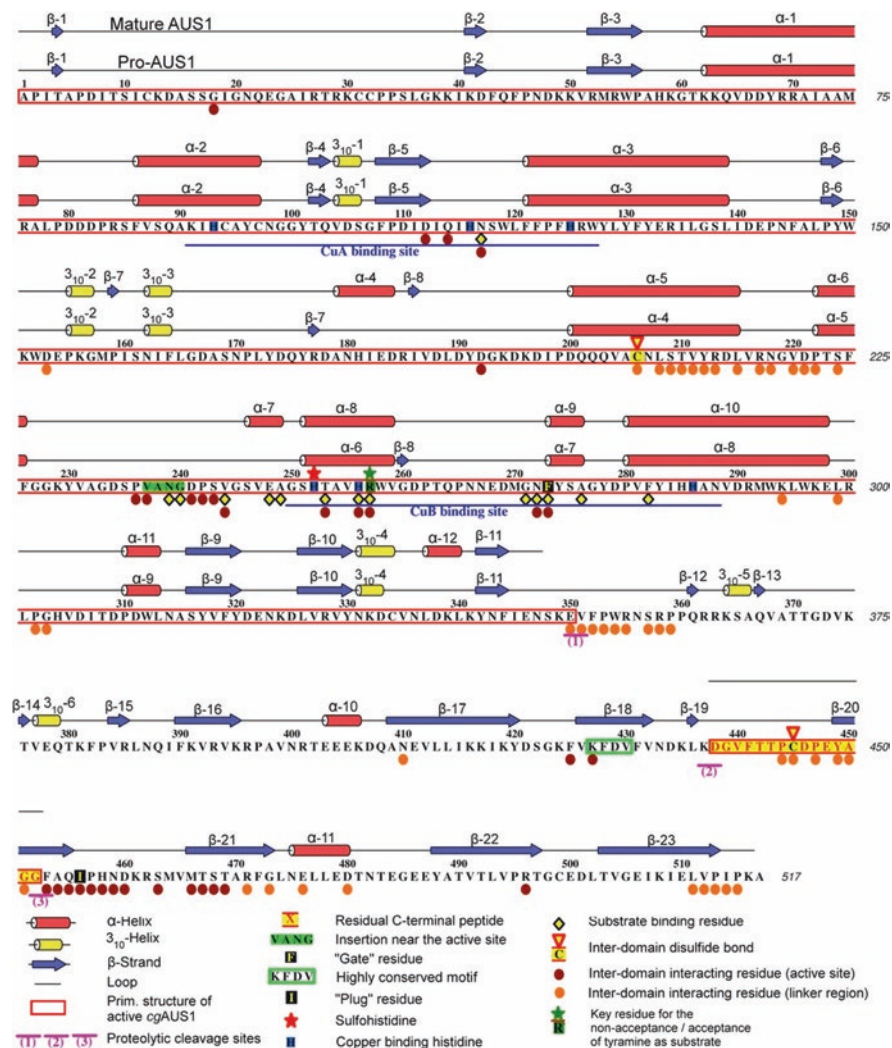 β-1 Mature AUS1 β-2 β-3 α-1
β-1 Pro-AUS1 β-2 β-3 α-1
1 10 20 30 40 50 60 70
APITAPDITSICKDASSGIGNQEGAIRTRKCCPPSLGKKIKDFQFPNDKKVRMRWPAHKGTKKQVDDYRRAIAAM 75
α-2 β-4 3₁₀-1 β-5 α-3 β-6
α-2 β-4 3₁₀-1 β-5 α-3 β-6
80 90 100 110 120 130 140 150
RALPDDDPRSFVSQAKIHCAYCNGGYTQVDSGFPDIDIQIHNSWLFFPFHRWYLYFYERILGSLIDEPNFALPYW 150
CuA binding site
3₁₀-2 β-7 3₁₀-3 α-4 β-8 α-5 α-6
3₁₀-2 3₁₀-3 β-7 α-4 α-5
160 170 180 190 200 210 220
KWDEPKGMPISNIFLGDASNPLYDQYRDANHIEDRIVDLDYDGKDKDIPDQQQVACNLSTVYRDLVRNGVDPTSF 225
α-7 α-8 α-9 α-10
α-6 β-8 α-7 α-8
230 240 250 260 270 280 290 300
FGGKYVAGDSPVANGDPSVGSVEAGSHTAVHRWVGDPTQPNNEDMGNFYSAGYDPVFYIHHANVDRMWKLWKELR 300
CuB binding site
α-11 β-9 β-10 3₁₀-4 α-12 β-11
α-9 β-9 β-10 3₁₀-4 β-11 β-12 3₁₀-5 β-13
310 320 330 340 350 360 370
LPGHVDITDPDWLNASYVFYDENKDLVRVYNKDCVNLDKLKYNFIENSKEVFPWRNSRPPQRRKSAQVATTGDVK 375
(1)
β-14 3₁₀-6 β-15 β-16 α-10 β-17 β-18 β-19 β-20
380 390 400 410 420 430 440 450
TVEQTKFPVRLNQIFKVRVKRPAVNRTEEEKDQANEVLLIKKIKYDSGKFVKFDVFVNDKLKDGVFTTPCDPEYA 450
(2)
β-21 α-11 β-22 β-23
460 470 480 490 500 510
GGFAQIPHNDKRSMVMTSTARFGLNELLEDTNTEGEEYATVTLVPRTGCEDLTVGEIKIELVPIPKA 517
(3)
α-Helix
3₁₀-Helix
β-Strand
Loop
Prim. structure of
active cgAUS1
(1) (2) (3) Proteolytic cleavage sites
X Residual C-terminal peptide
VANG Insertion near the active site
F "Gate" residue
KFDV Highly conserved motif
I "Plug" residue
Sulfohistidine
H Copper binding histidine
Substrate binding residue
C Inter-domain disulfide bond
Inter-domain interacting residue (active site)
Inter-domain interacting residue (linker region)
R Key residue for the
non-acceptance / acceptance
of tyramine as substrate